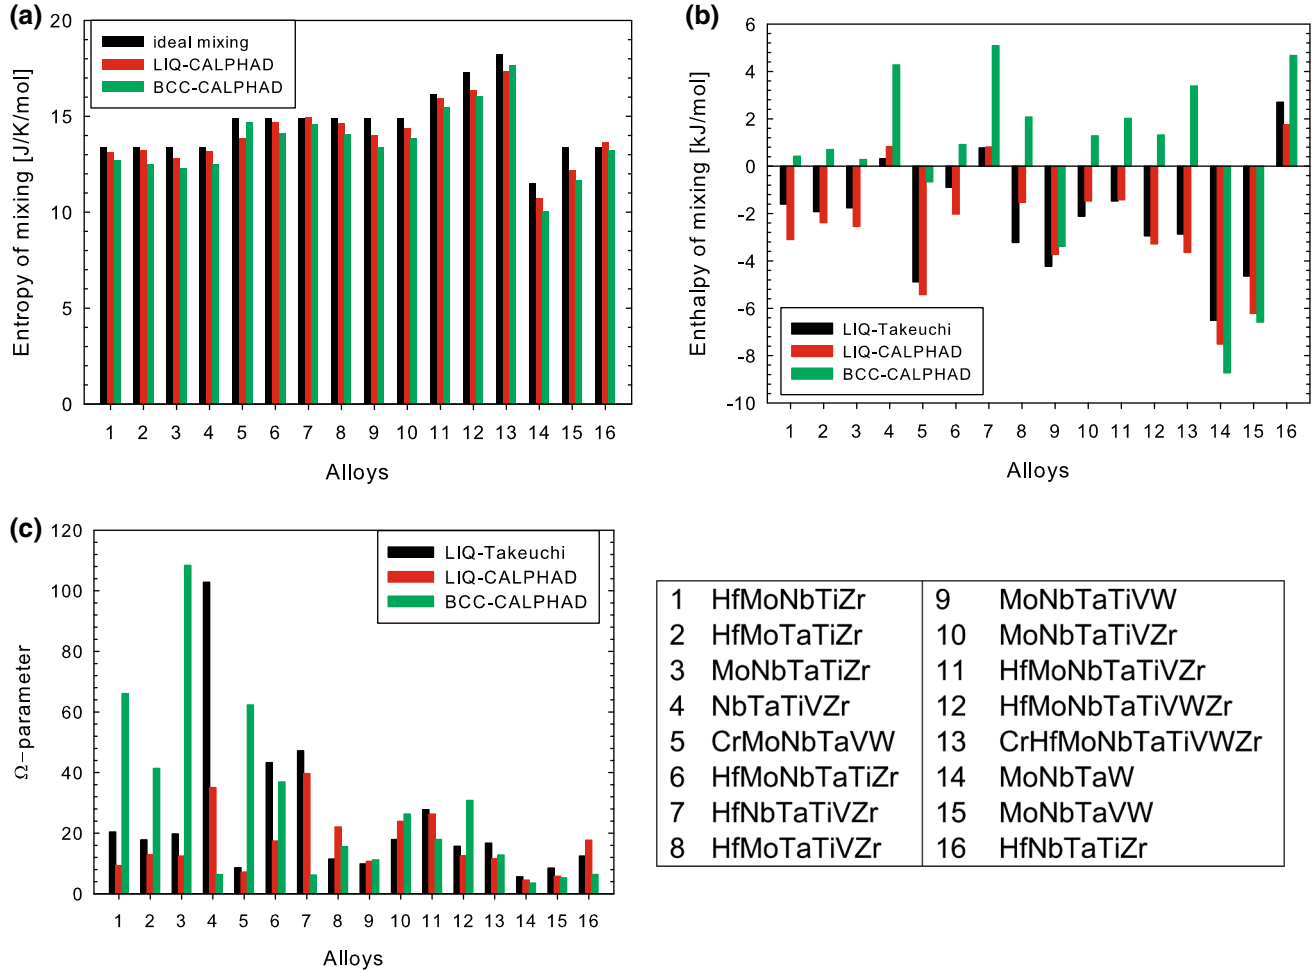 (a)
20
15
10
5
0
Entropy of mixing [J/K/mol]
ideal mixing
LIQ-CALPHAD
BCC-CALPHAD
1 2 3 4 5 6 7 8 9 10 11 12 13 14 15 16
Alloys
(b)
6
4
2
0
-2
-4
-6
-8
-10
Enthalpy of mixing [kJ/mol]
LIQ-Takeuchi
LIQ-CALPHAD
BCC-CALPHAD
1 2 3 4 5 6 7 8 9 10 11 12 13 14 15 16
Alloys
(c)
120
100
80
60
40
20
0
Ω-parameter
LIQ-Takeuchi
LIQ-CALPHAD
BCC-CALPHAD
1 2 3 4 5 6 7 8 9 10 11 12 13 14 15 16
Alloys
1 HfMoNbTiZr
2 HfMoTaTiZr
3 MoNbTaTiZr
4 NbTaTiVZr
5 CrMoNbTaVW
6 HfMoNbTaTiZr
7 HfNbTaTiVZr
8 HfMoTaTiVZr
9 MoNbTaTiVW
10 MoNbTaTiVZr
11 HfMoNbTaTiVZr
12 HfMoNbTaTiVWZr
13 CrHfMoNbTaTiVWZr
14 MoNbTaW
15 MoNbTaVW
16 HfNbTaTiZr